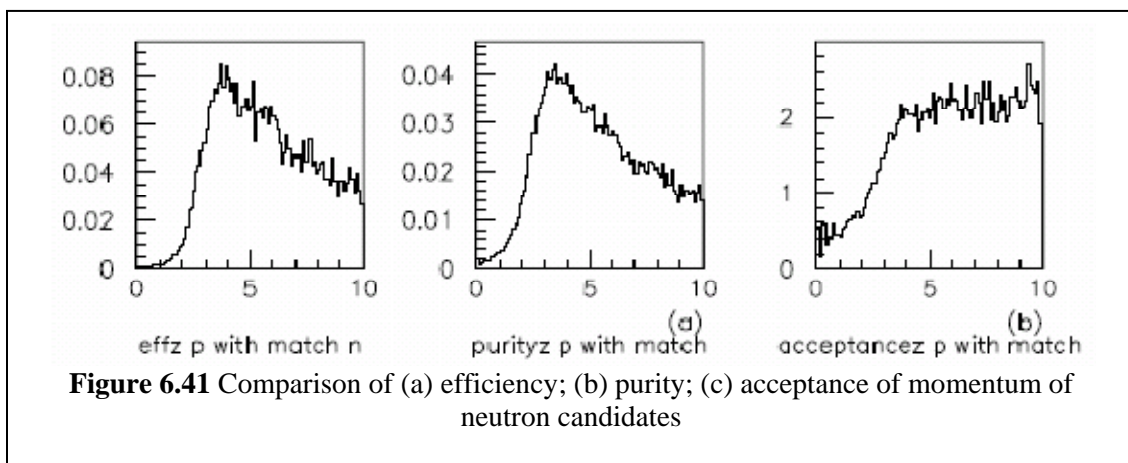 0.08
0.06
0.04
0.02
0
0 5 10
effz p with match n
0.04
0.03
0.02
0.01
0
0 5 10
(a)
purityz p with match
2
1
0
0 5 10
(b)
acceptancez p with match
Figure 6.41 Comparison of (a) efficiency; (b) purity; (c) acceptance of momentum of
neutron candidates